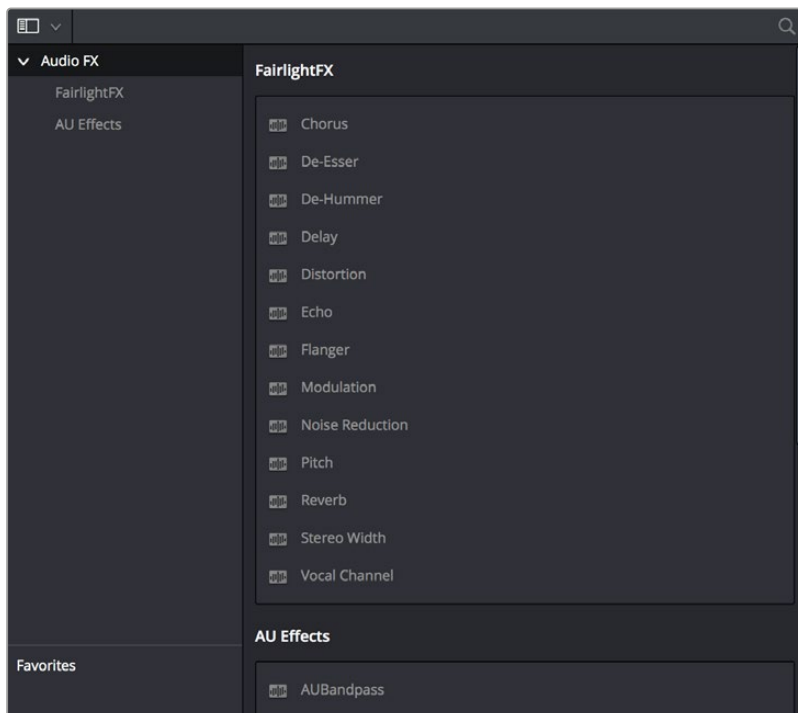 Audio FX
FairlightFX
AU Effects
Favorites
FairlightFX
Chorus
De-Esser
De-Hummer
Delay
Distortion
Echo
Flanger
Modulation
Noise Reduction
Pitch
Reverb
Stereo Width
Vocal Channel
AU Effects
AUBandpass